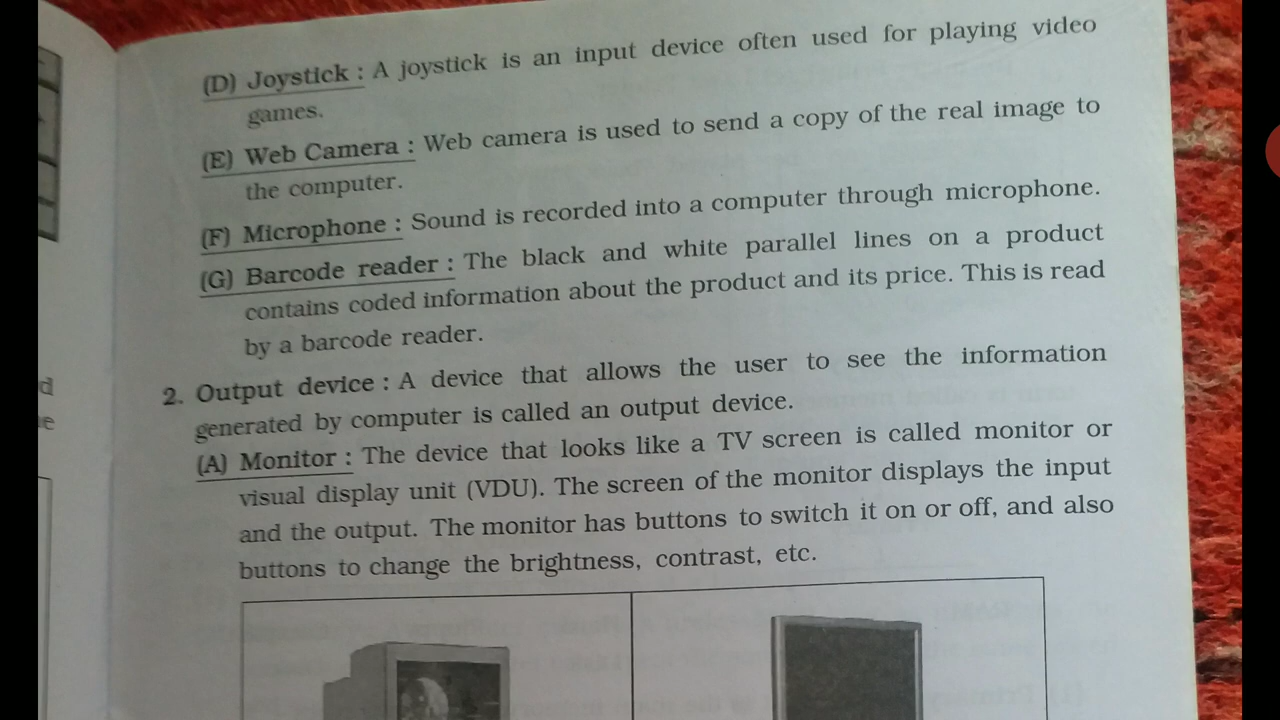 (D) Joystick : A joystick is an input device often used for playing video
games.
(E) Web Camera : Web camera is used to send a copy of the real image to
the computer.
(F) Microphone : Sound is recorded into a computer through microphone.
(G) Barcode reader : The black and white parallel lines on a product
contains coded information about the product and its price. This is read
by a barcode reader.
2. Output device : A device that allows the user to see the information
generated by computer is called an output device.
(A) Monitor : The device that looks like a TV screen is called monitor or
visual display unit (VDU). The screen of the monitor displays the input
and the output. The monitor has buttons to switch it on or off, and also
buttons to change the brightness, contrast, etc.